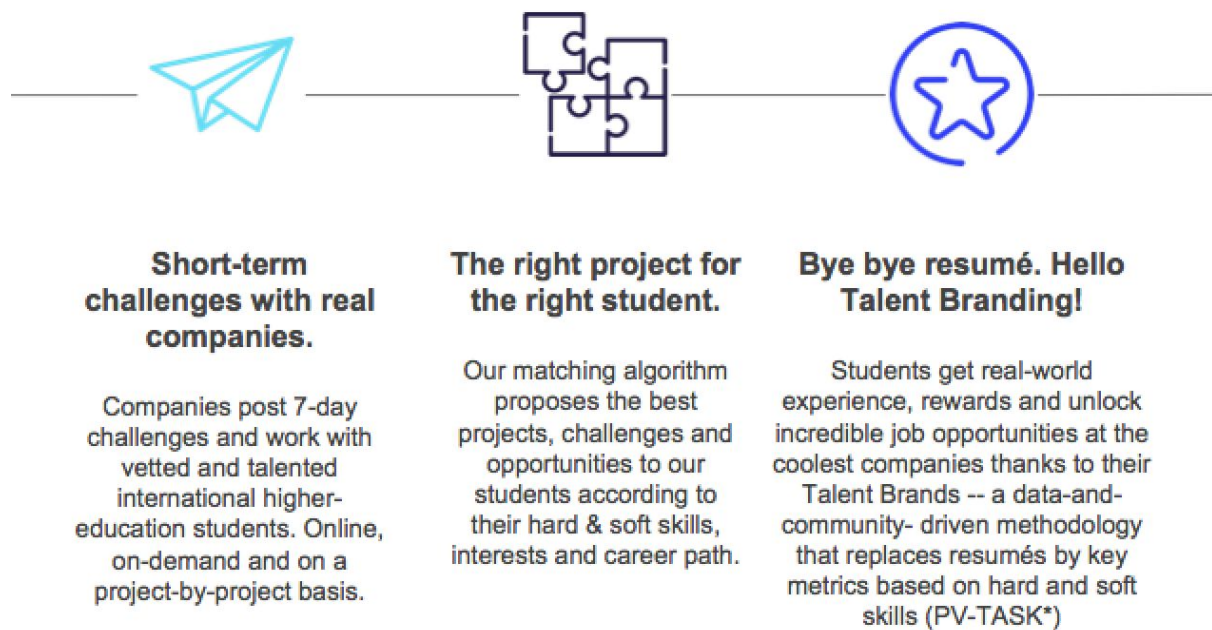 Short-term
challenges with real
companies.
Companies post 7-day
challenges and work with
vetted and talented
international higher-
education students. Online,
on-demand and on a
project-by-project basis.
The right project for
the right student.
Our matching algorithm
proposes the best
projects, challenges and
opportunities to our
students according to
their hard & soft skills,
interests and career path.
Bye bye resumé. Hello
Talent Branding!
Students get real-world
experience, rewards and unlock
incredible job opportunities at the
coolest companies thanks to their
Talent Brands -- a data-and-
community- driven methodology
that replaces resumés by key
metrics based on hard and soft
skills (PV-TASK*)